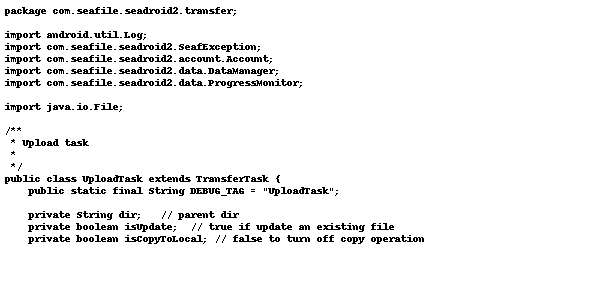 package com.seafile.seadroid2.transfer;

import android.util.Log;
import com.seafile.seadroid2.SeafException;
import com.seafile.seadroid2.account.Account;
import com.seafile.seadroid2.data.DataManager;
import com.seafile.seadroid2.data.ProgressMonitor;

import java.io.File;

/**
 * Upload task
 *
 */
public class UploadTask extends TransferTask {
    public static final String DEBUG_TAG = "UploadTask";

    private String dir;   // parent dir
    private boolean isUpdate;  // true if update an existing file
    private boolean isCopyToLocal; // false to turn off copy operation